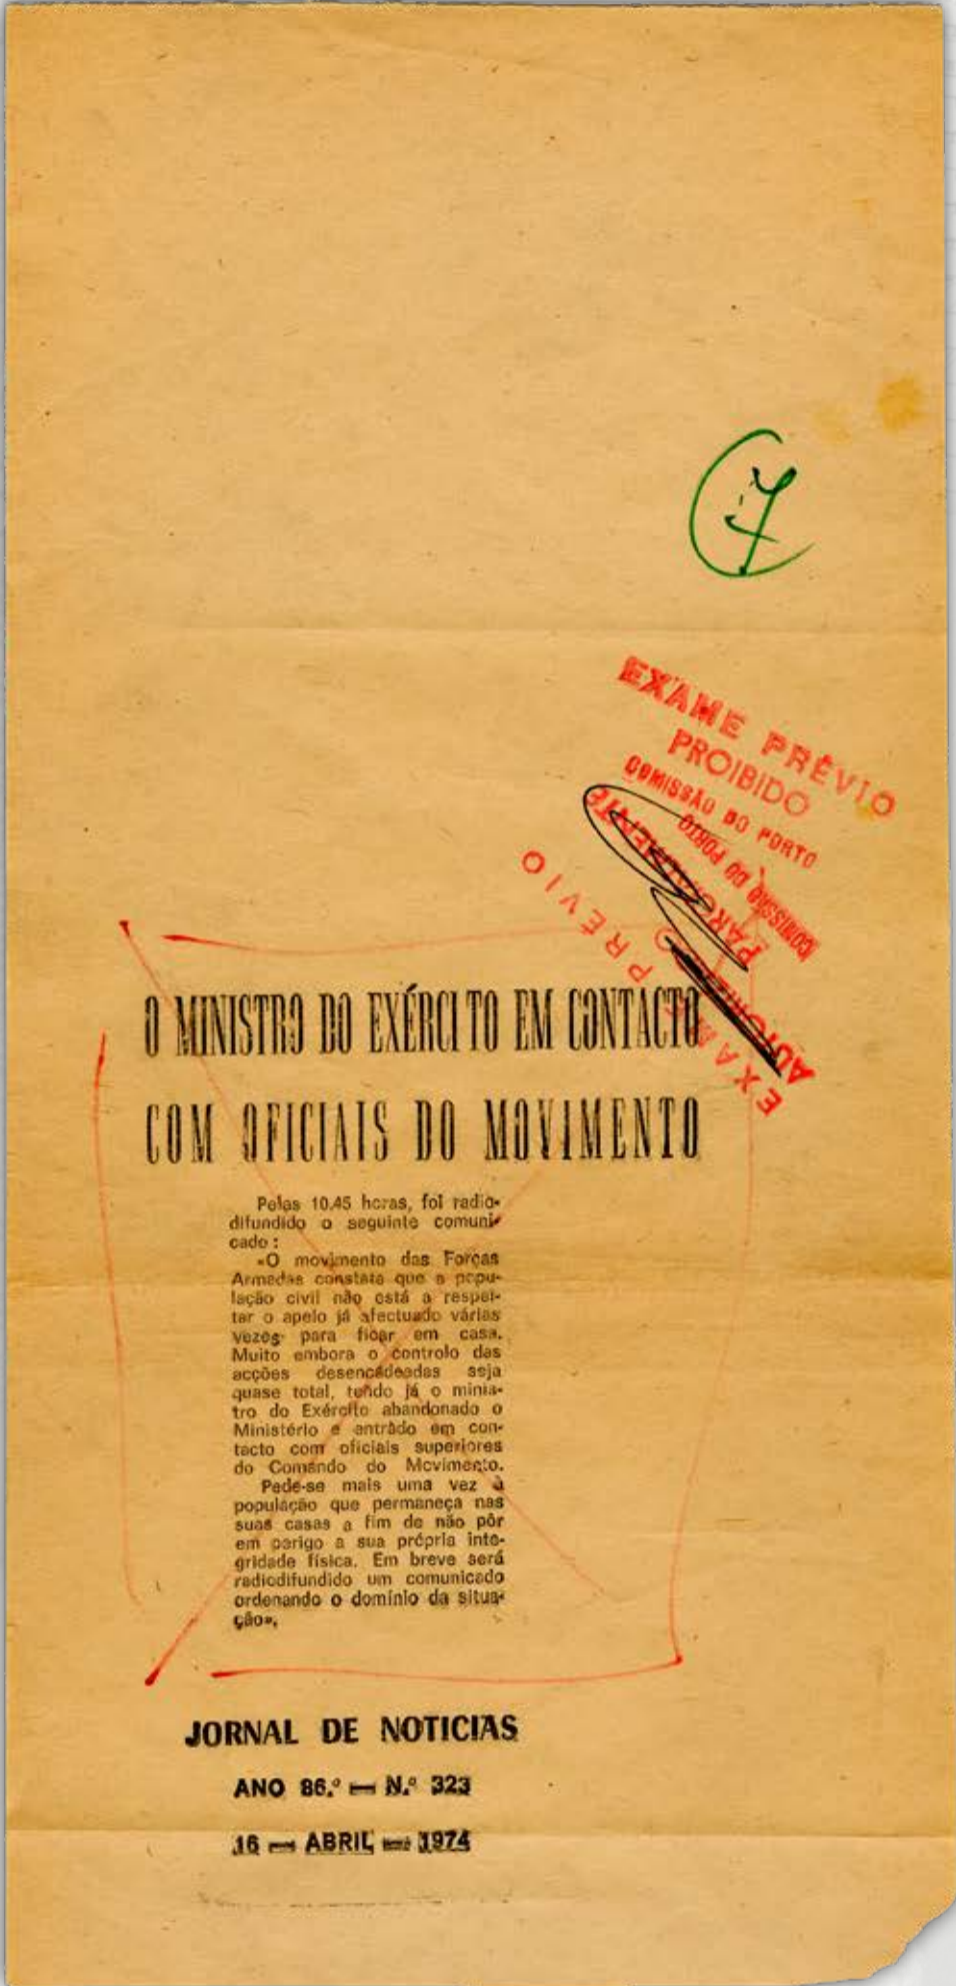 7
EXAME PRÉVIO
PROIBIDO
COMISSÃO DO PORTO
COMISSÃO DO PORTO
PARCIALMENTE
EXAME PRÉVIO
O MINISTRO DO EXÉRCITO EM CONTACTO
COM OFICIAIS DO MOVIMENTO
Pelas 10.45 horas, foi radio-
difundido o seguinte comuni-
cado :
«O movimento das Forças
Armadas constata que a popu-
lação civil não está a respei-
tar o apelo já afectuado várias
vezes para ficar em casa.
Muito embora o controlo das
acções desencadeadas seja
quase total, tendo já o minis-
tro do Exército abandonado o
Ministério e entrado em con-
tacto com oficiais superiores
do Comando do Movimento.
Pede-se mais uma vez à
população que permaneça nas
suas casas a fim de não pôr
em perigo a sua própria inte-
gridade física. Em breve será
radiodifundido um comunicado
ordenando o domínio da situa-
ção».
JORNAL DE NOTICIAS
ANO 86.º — N.º 323
16 — ABRIL — 1974